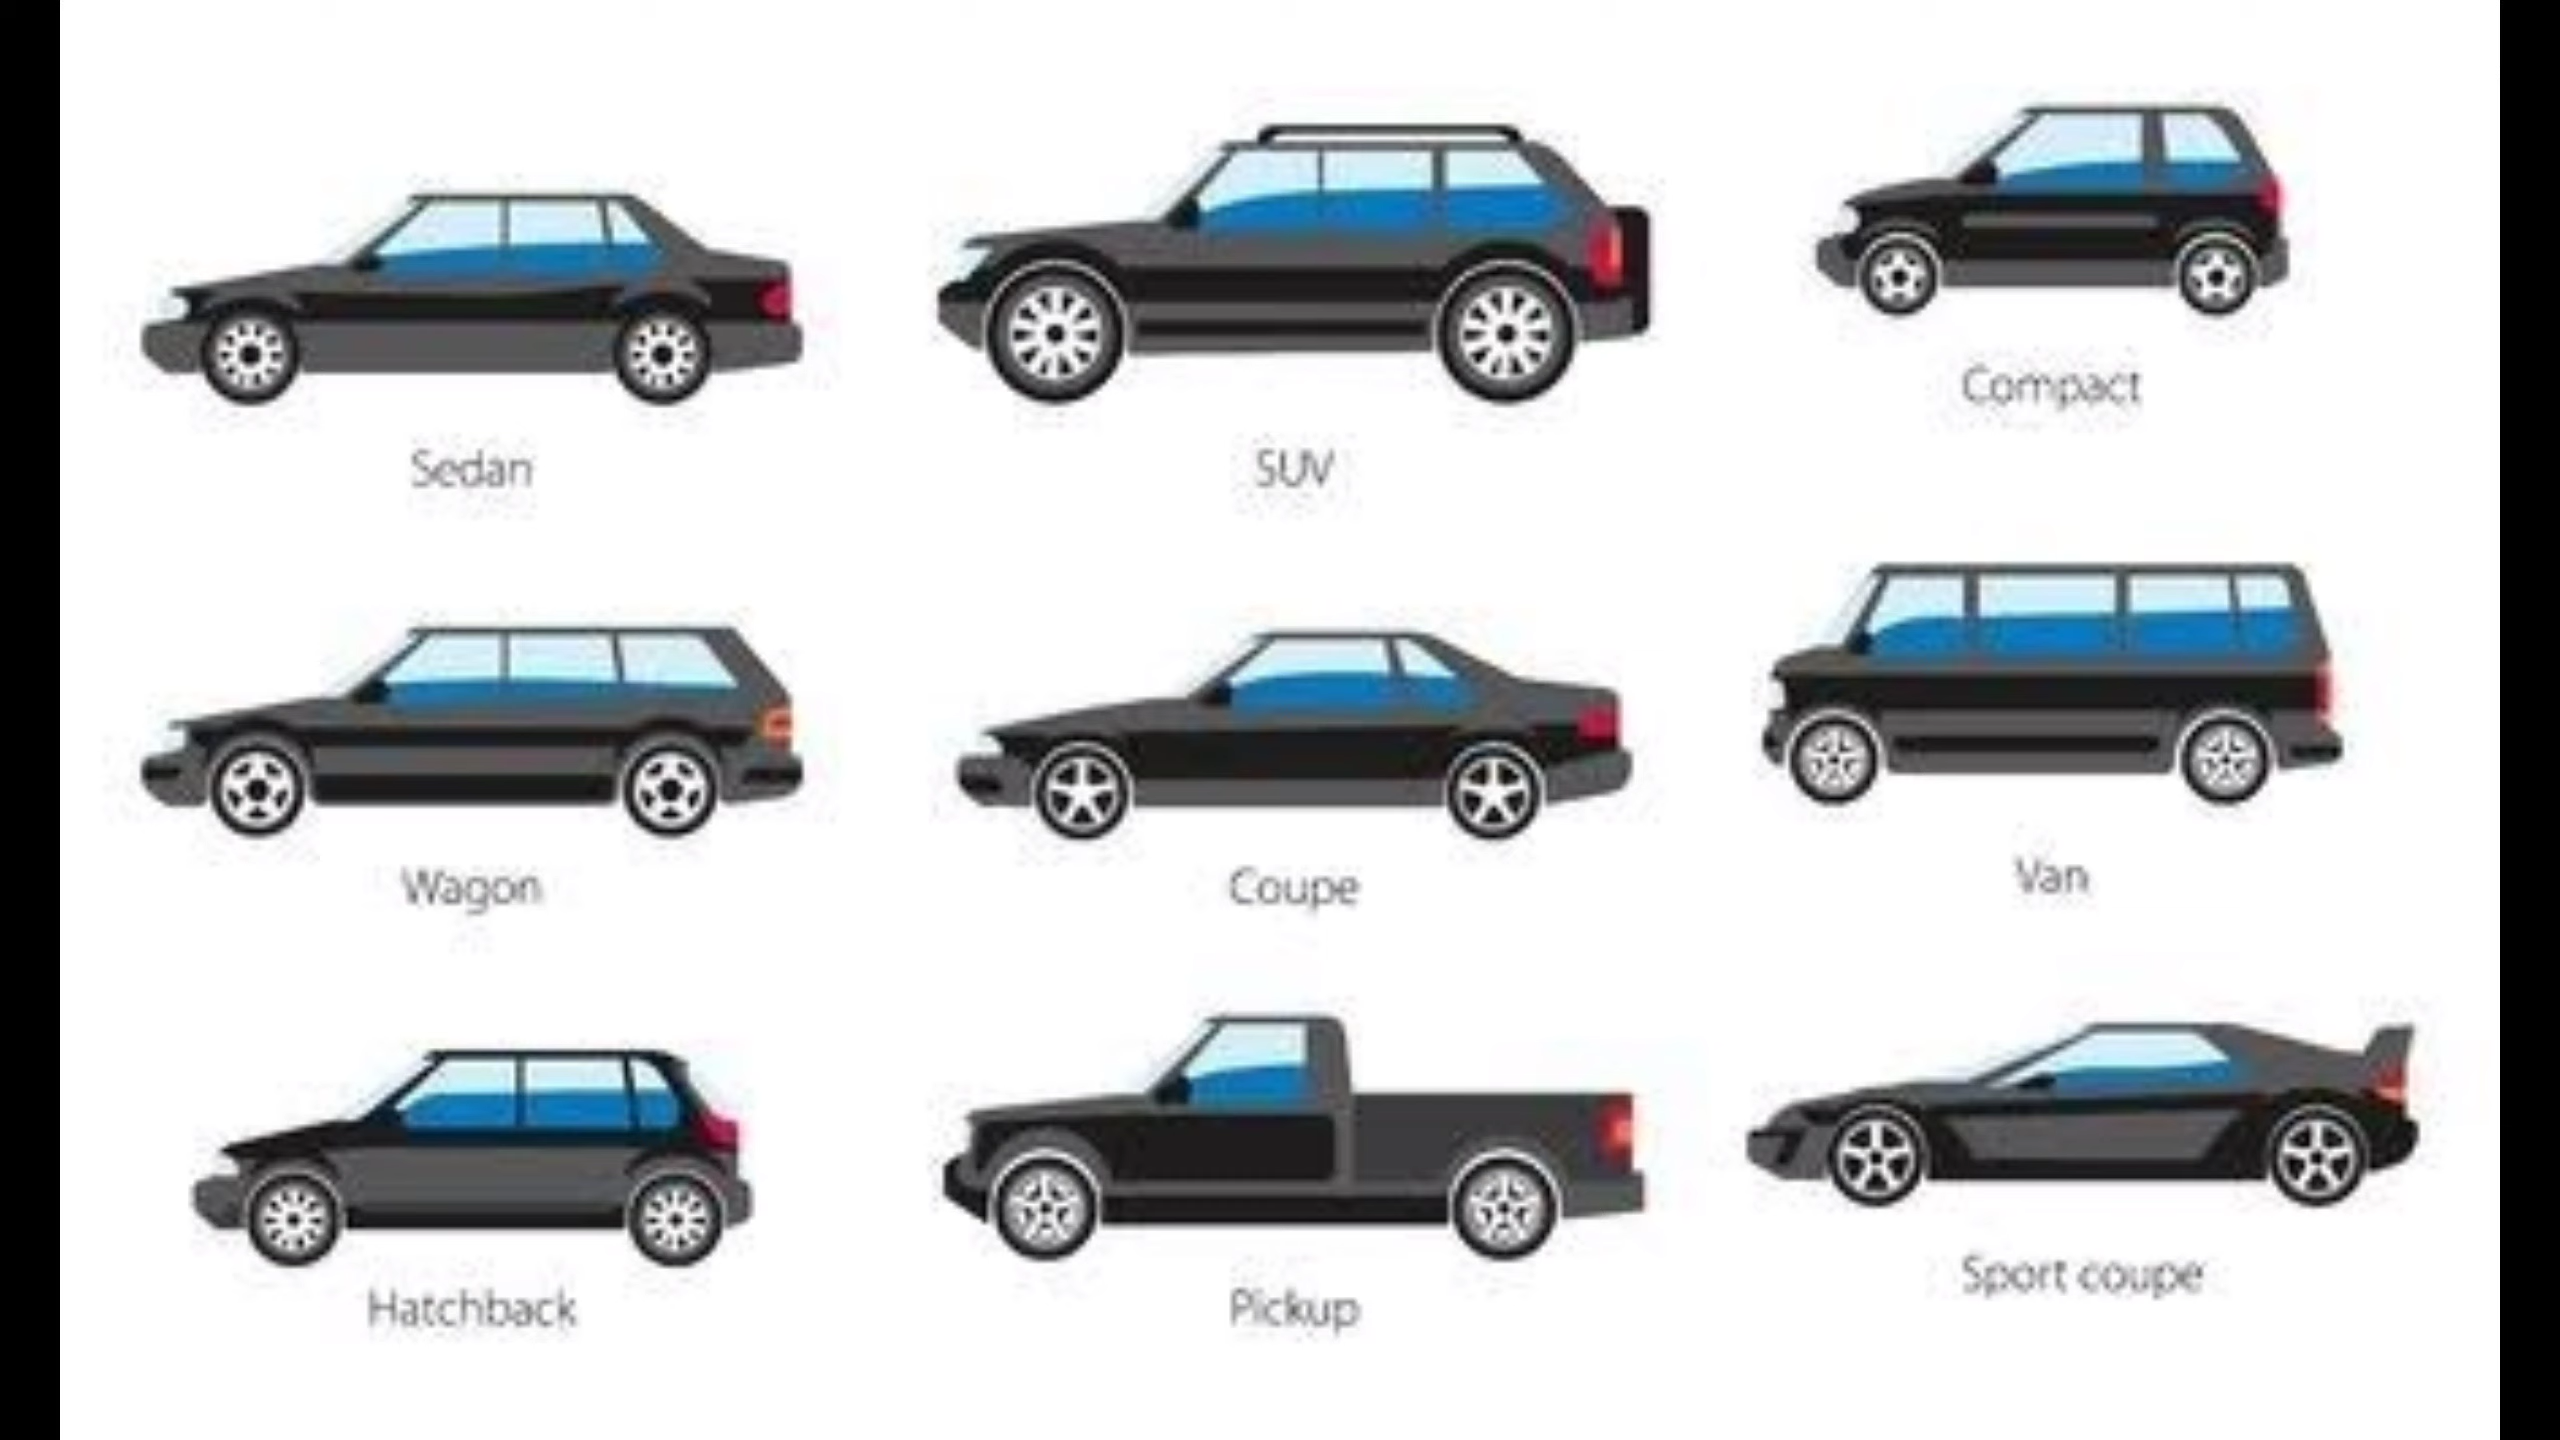 Sedan
SUV
Compact
Wagon
Coupe
Van
Hatchback
Pickup
Sport coupe